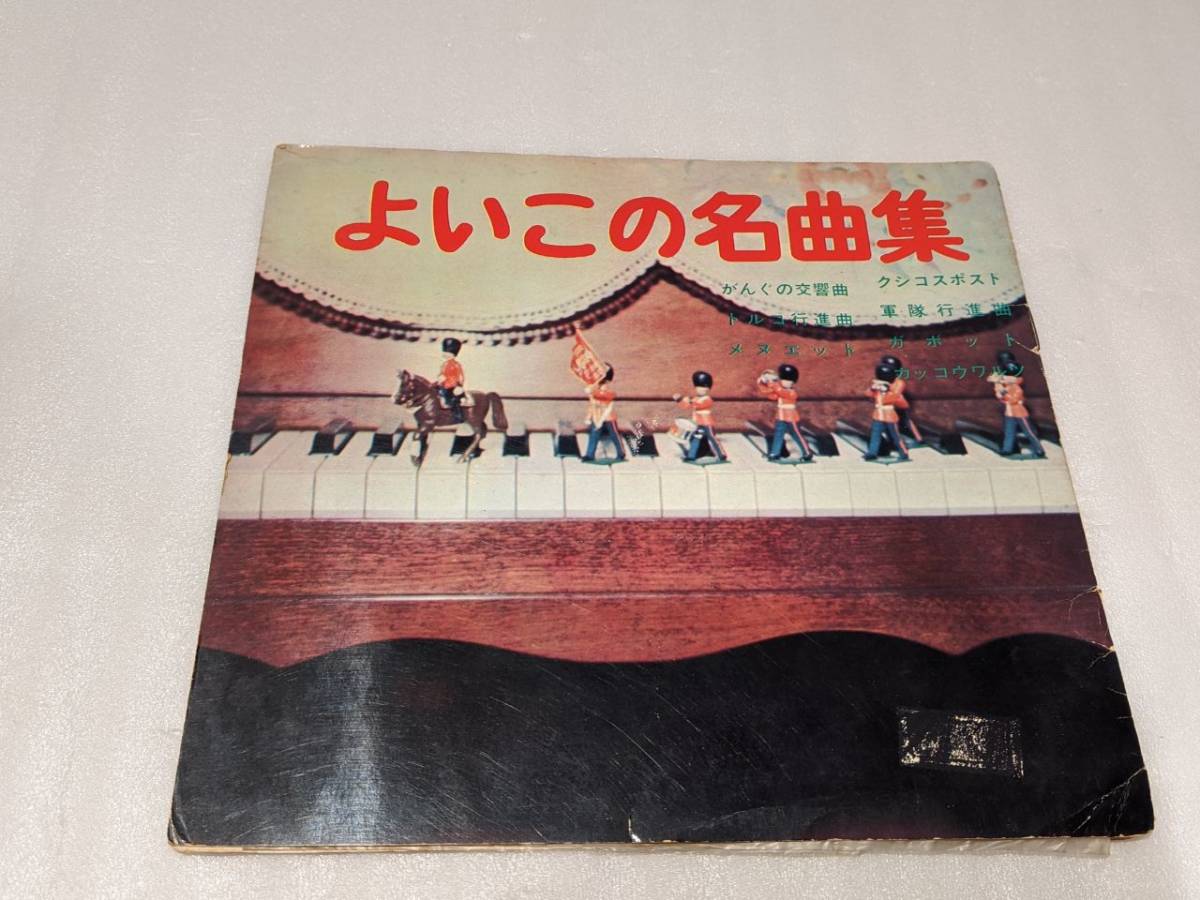 よいこの名曲集
がんぐの交響曲
トルコ行進曲
メヌエット
クシコスポスト
軍隊行進曲
ガボット
カッコウワルツ